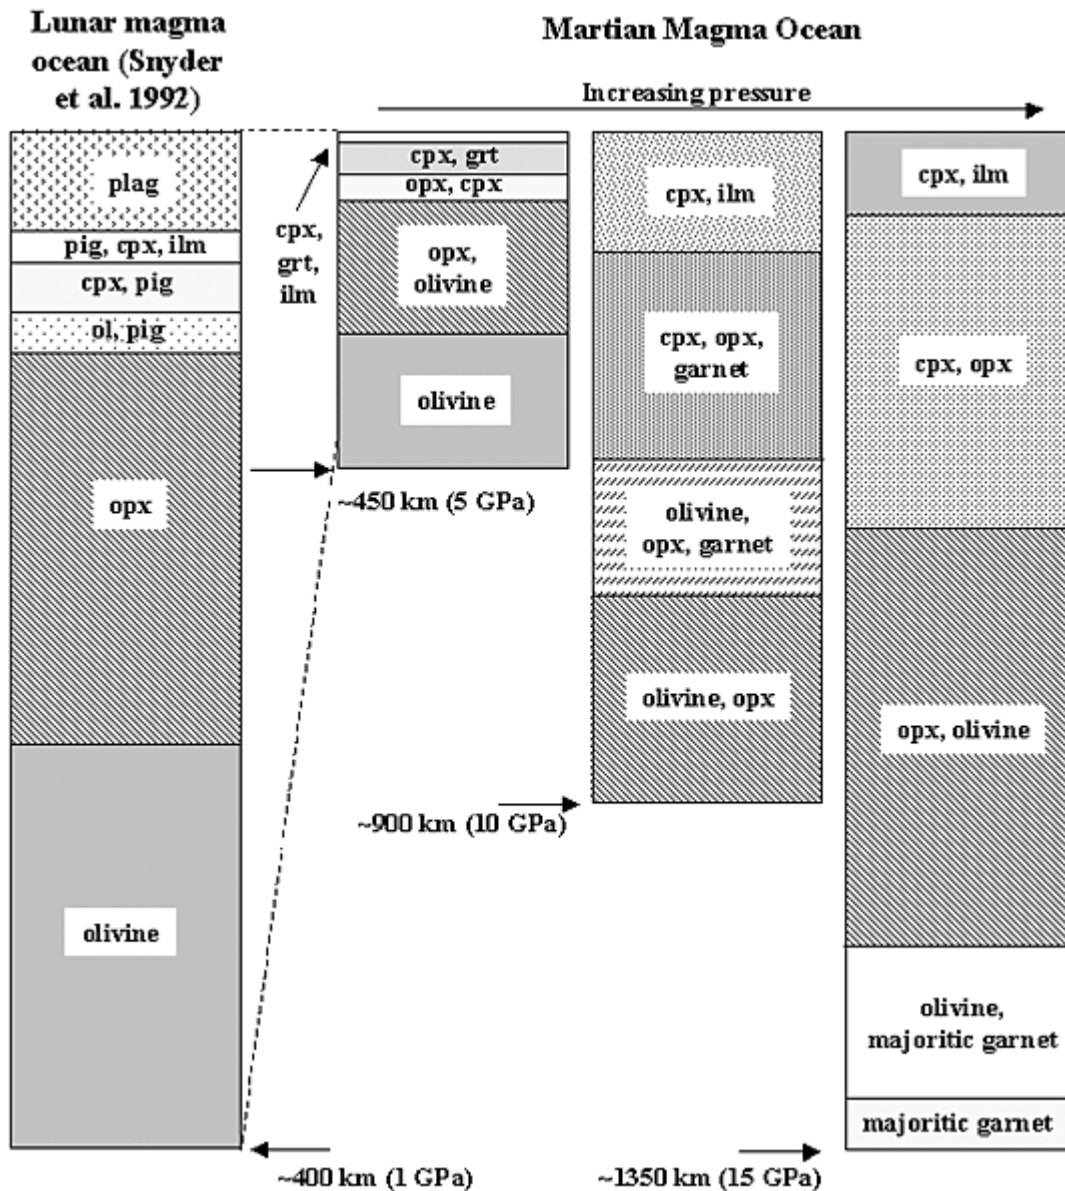 Lunar magma
ocean (Snyder
et al. 1992)
Martian Magma Ocean
Increasing pressure
plag
pig, cpx, ilm
cpx, pig
ol, pig
opx
olivine
~400 km (1 GPa)
cpx,
grt,
ilm
cpx, grt
opx, cpx
opx,
olivine
olivine
~450 km (5 GPa)
cpx, ilm
cpx, opx,
garnet
olivine,
opx, garnet
olivine, opx
~900 km (10 GPa)
cpx, ilm
cpx, opx
opx, olivine
olivine,
majoritic garnet
majoritic garnet
~1350 km (15 GPa)